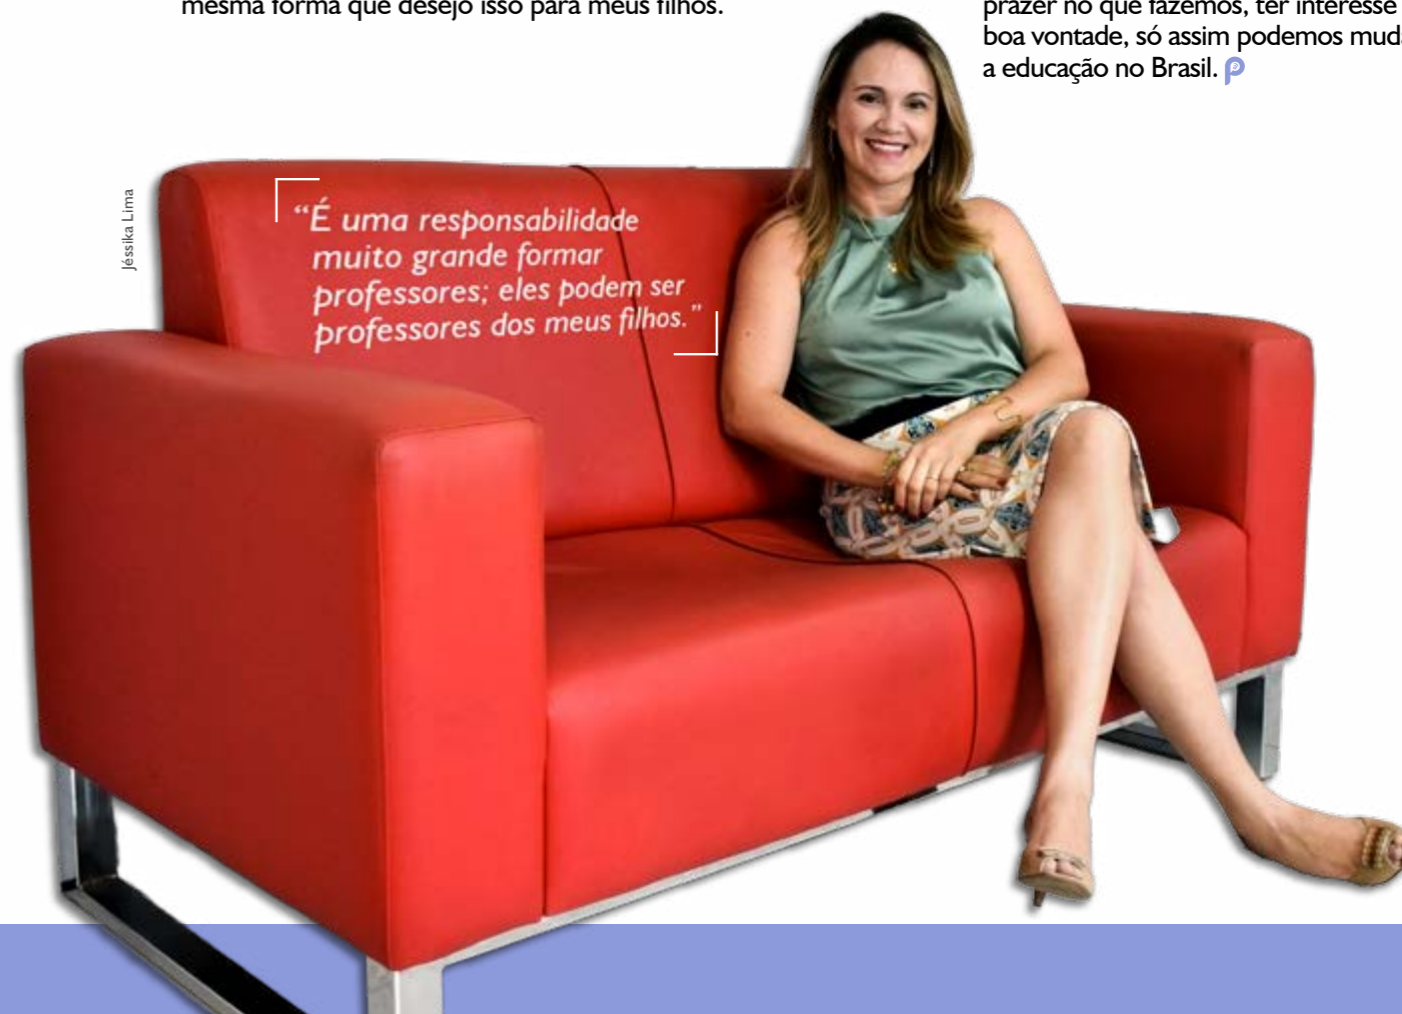 mesma forma que desejo isso para meus filhos.
prazer no que fazemos, ter interesse
boa vontade, só assim podemos muda
a educação no Brasil.
Jéssika Lima
“É uma responsabilidade
muito grande formar
professores; eles podem ser
professores dos meus filhos.”